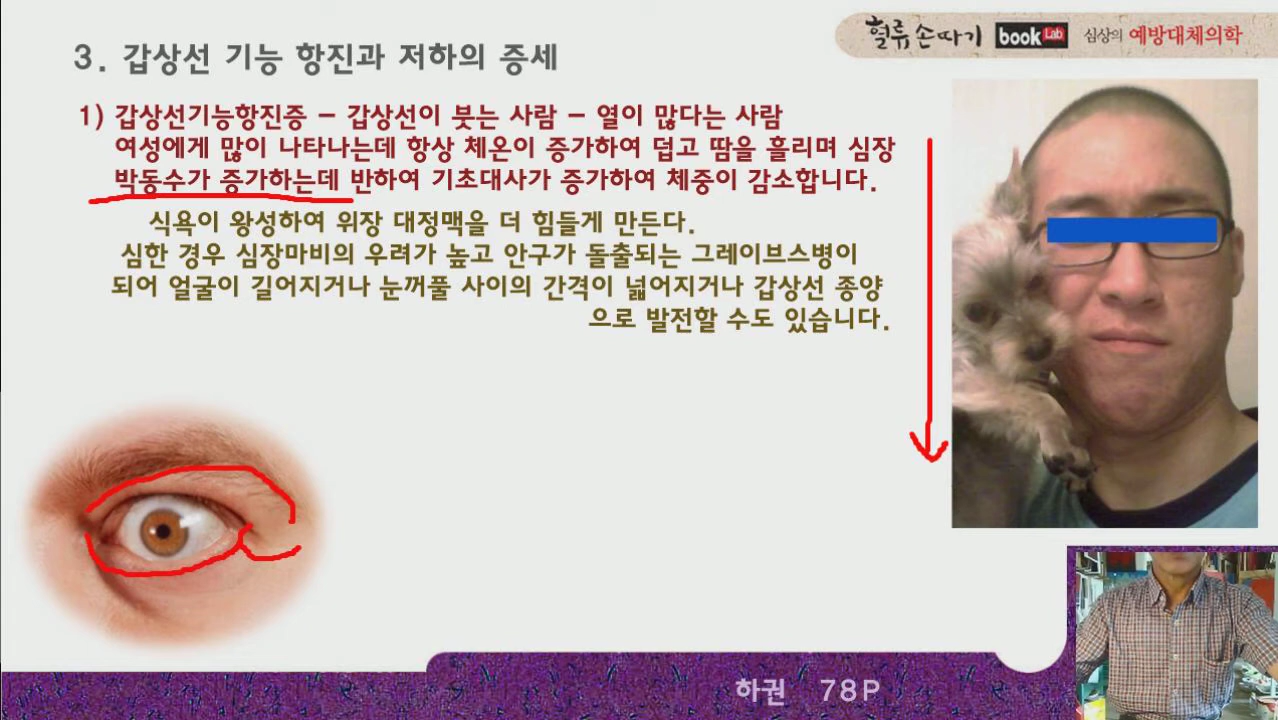 혈류 손따기 book Lab 심상의 예방대체의학
3. 갑상선 기능 항진과 저하의 증세
1) 갑상선기능항진증 - 갑상선이 붓는 사람 - 열이 많다는 사람
여성에게 많이 나타나는데 항상 체온이 증가하여 덥고 땀을 흘리며 심장
박동수가 증가하는데 반하여 기초대사가 증가하여 체중이 감소합니다.
식욕이 왕성하여 위장 대정맥을 더 힘들게 만든다.
심한 경우 심장마비의 우려가 높고 안구가 돌출되는 그레이브스병이
되어 얼굴이 길어지거나 눈꺼풀 사이의 간격이 넓어지거나 갑상선 종양
으로 발전할 수도 있습니다.
하권 78P